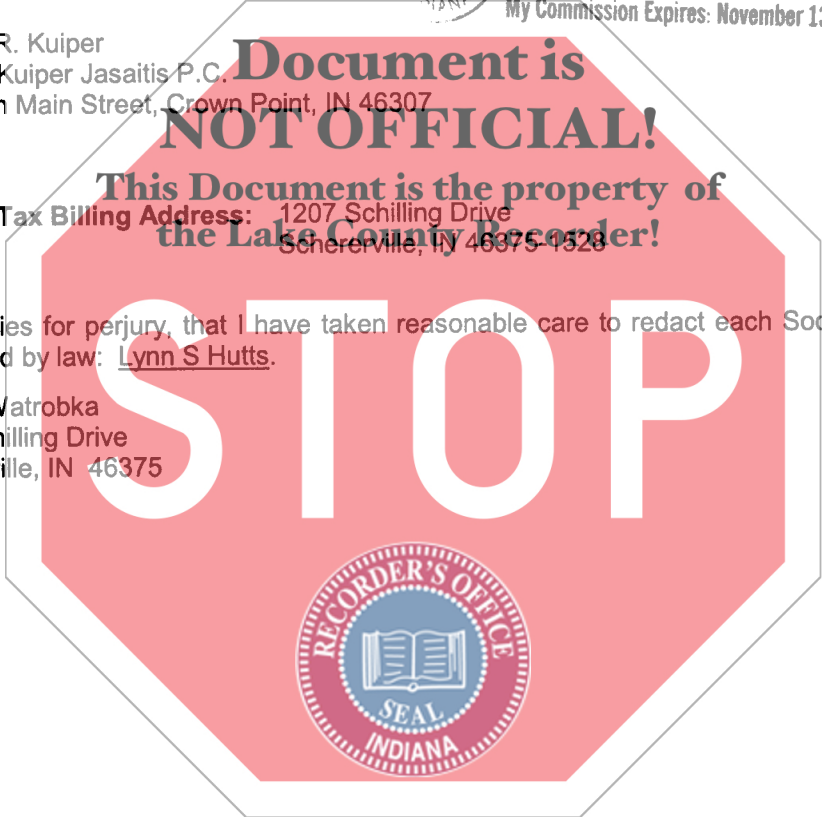 My Commission Expires: November 13
R. Kuiper
Kuiper Jasaitis P.C.
Document is
Main Street, Crown Point, IN 46307
NOT OFFICIAL!
This Document is the property of
Tax Billing Address: 1207 Schilling Drive
the Lake County Recorder!
Schererville, IN 46375-1528
ies for perjury, that I have taken reasonable care to redact each Soc
d by law: Lynn S Hutts.
Watrobka
illing Drive
ille, IN 46375
STOP
RECORDER'S OFFICE
SEAL
INDIANA